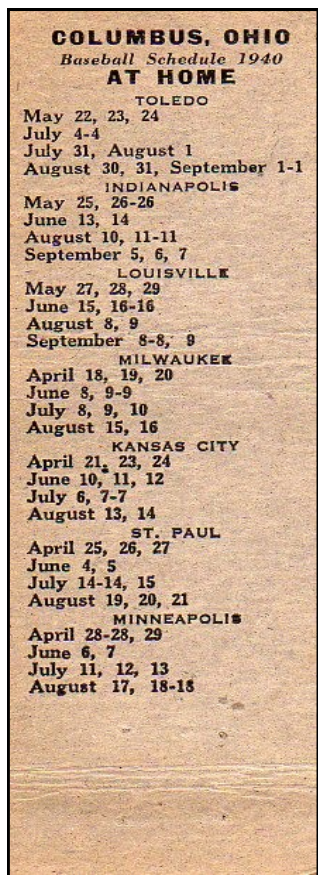 COLUMBUS, OHIO
Baseball Schedule 1940
AT HOME
TOLEDO
May 22, 23, 24
July 4-4
July 31, August 1
August 30, 31, September 1-1
INDIANAPOLIS
May 25, 26-26
June 13, 14
August 10, 11-11
September 5, 6, 7
LOUISVILLE
May 27, 28, 29
June 15, 16-16
August 8, 9
September 8-8, 9
MILWAUKEE
April 18, 19, 20
June 8, 9-9
July 8, 9, 10
August 15, 16
KANSAS CITY
April 21, 23, 24
June 10, 11, 12
July 6, 7-7
August 13, 14
ST. PAUL
April 25, 26, 27
June 4, 5
July 14-14, 15
August 19, 20, 21
MINNEAPOLIS
April 28-28, 29
June 6, 7
July 11, 12, 13
August 17, 18-18